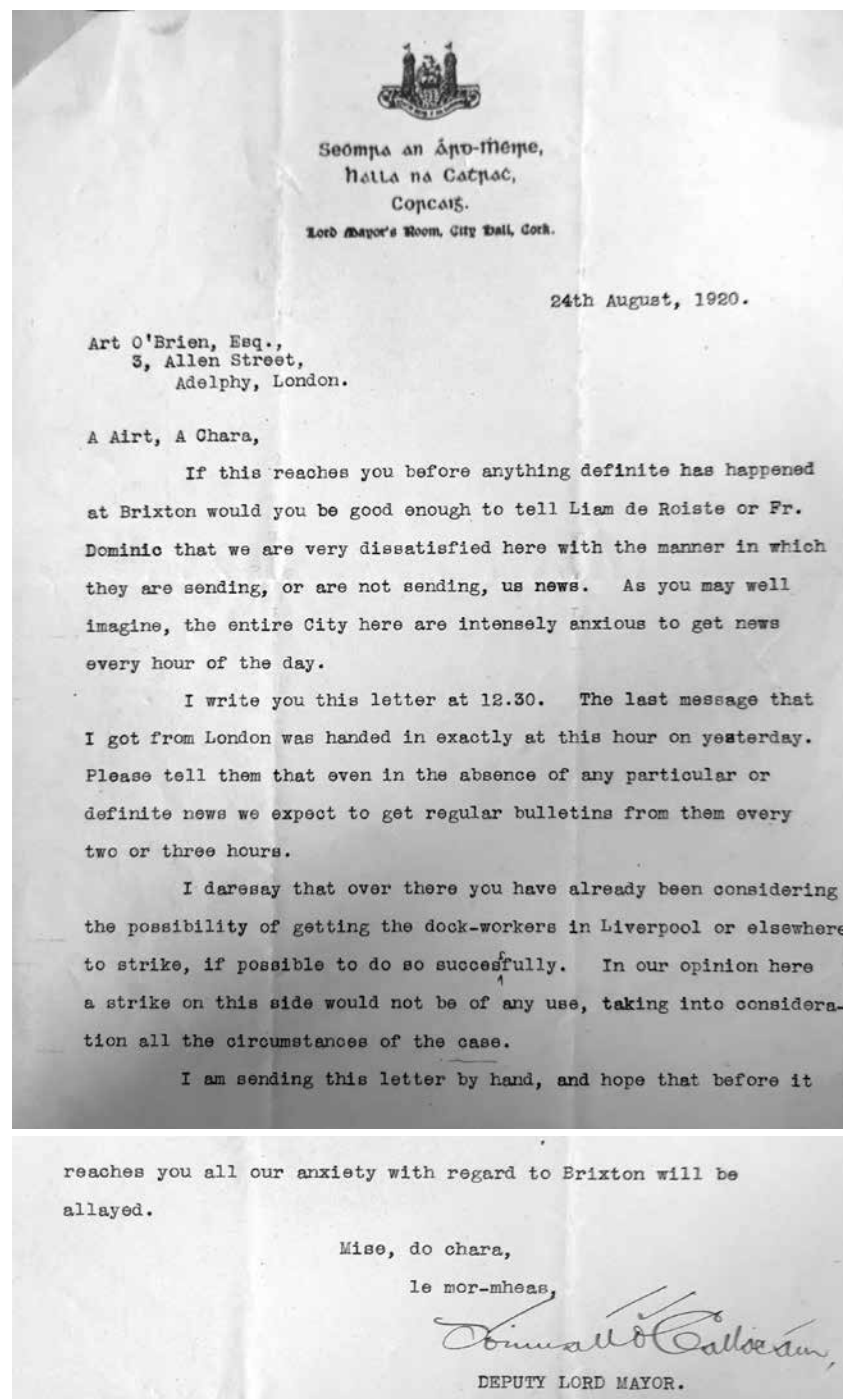 Seómra an Árd-Ṁéire,
Halla na Caṫraċ,
Corcaiġ.
Lord Mayor's Room, City Hall, Cork.
24th August, 1920.
Art O'Brien, Esq.,
3, Allen Street,
Adelphy, London.
A Airt, A Chara,
If this reaches you before anything definite has happened
at Brixton would you be good enough to tell Liam de Roiste or Fr.
Dominic that we are very dissatisfied here with the manner in which
they are sending, or are not sending, us news. As you may well
imagine, the entire City here are intensely anxious to get news
every hour of the day.
I write you this letter at 12.30. The last message that
I got from London was handed in exactly at this hour on yesterday.
Please tell them that even in the absence of any particular or
definite news we expect to get regular bulletins from them every
two or three hours.
I daresay that over there you have already been considering
the possibility of getting the dock-workers in Liverpool or elsewhere
to strike, if possible to do so successfully. In our opinion here
a strike on this side would not be of any use, taking into considera-
tion all the circumstances of the case.
I am sending this letter by hand, and hope that before it
reaches you all our anxiety with regard to Brixton will be
allayed.
Mise, do chara,
le mor-mheas,
Domhnall Ó Ceallacháin,
DEPUTY LORD MAYOR.